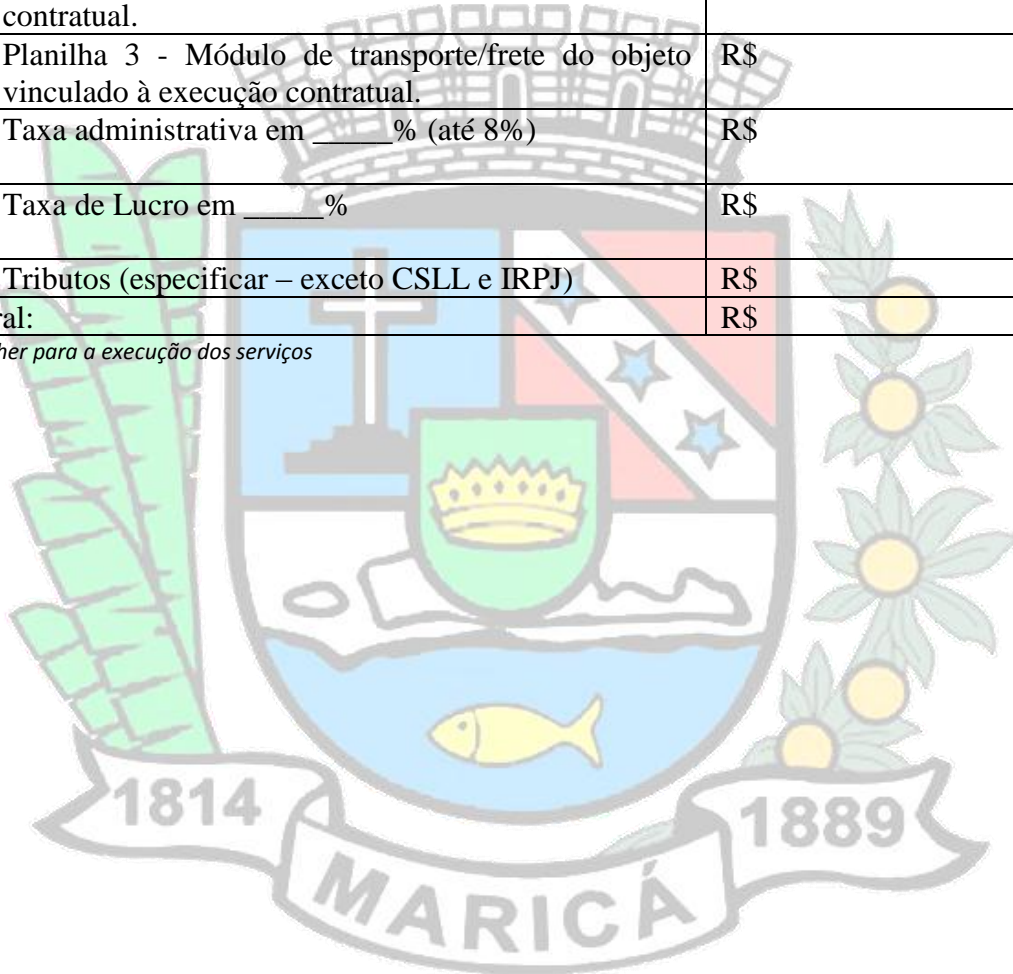 contratual.
Planilha 3 - Módulo de transporte/frete do objeto R$
vinculado à execução contratual.
Taxa administrativa em _____% (até 8%) R$
Taxa de Lucro em _____% R$
Tributos (especificar – exceto CSLL e IRPJ) R$
ral: R$
her para a execução dos serviços
1814 1889
MARICÁ